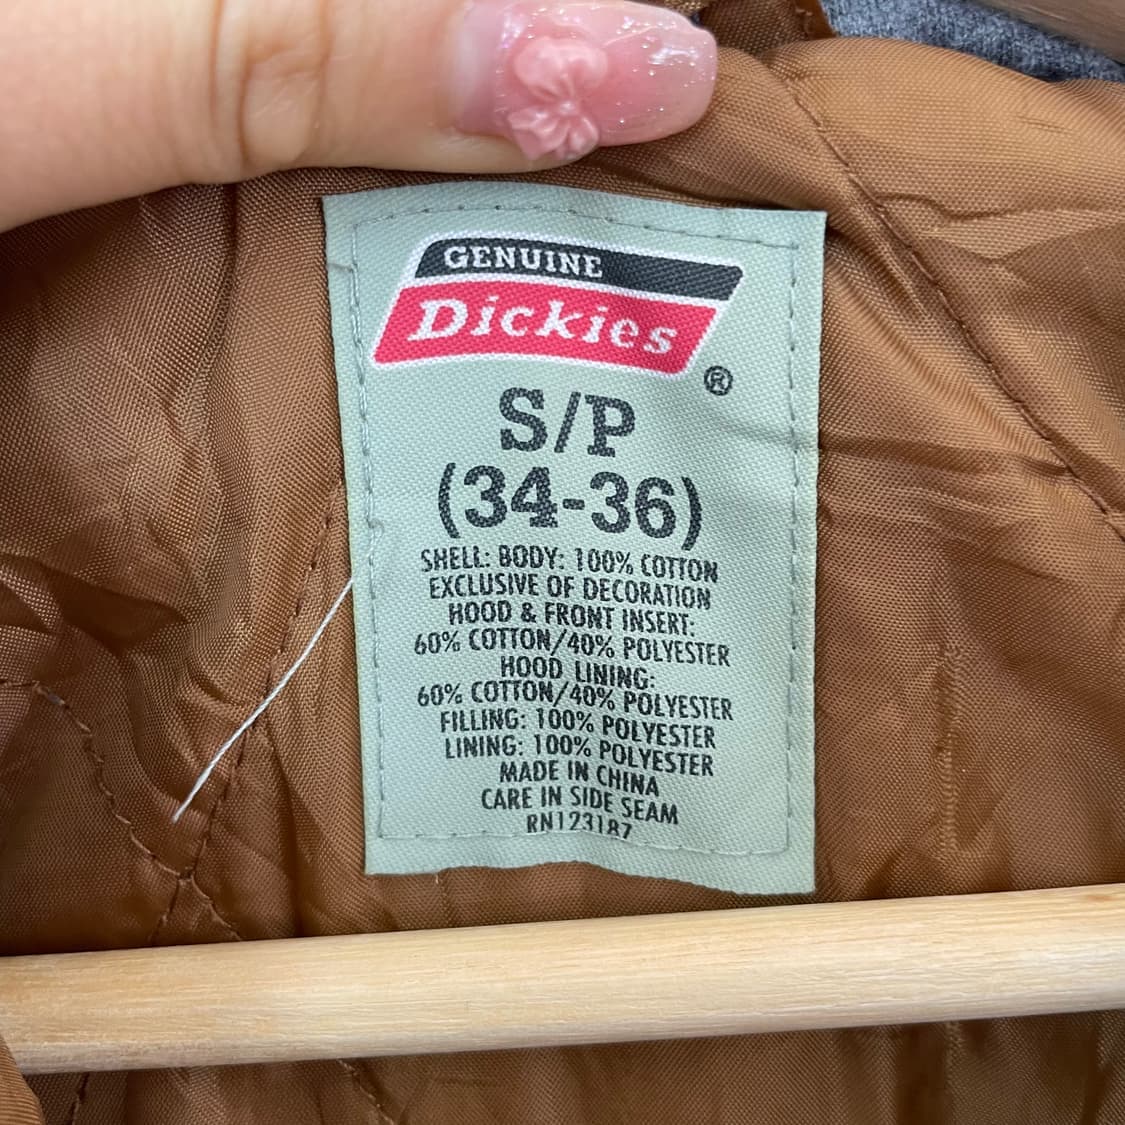 GENUINE
Dickies
®
S/P
(34-36)
SHELL: BODY: 100% COTTON
EXCLUSIVE OF DECORATION
HOOD & FRONT INSERT:
60% COTTON/40% POLYESTER
HOOD LINING:
60% COTTON/40% POLYESTER
FILLING: 100% POLYESTER
LINING: 100% POLYESTER
MADE IN CHINA
CARE IN SIDE SEAM
RN123187